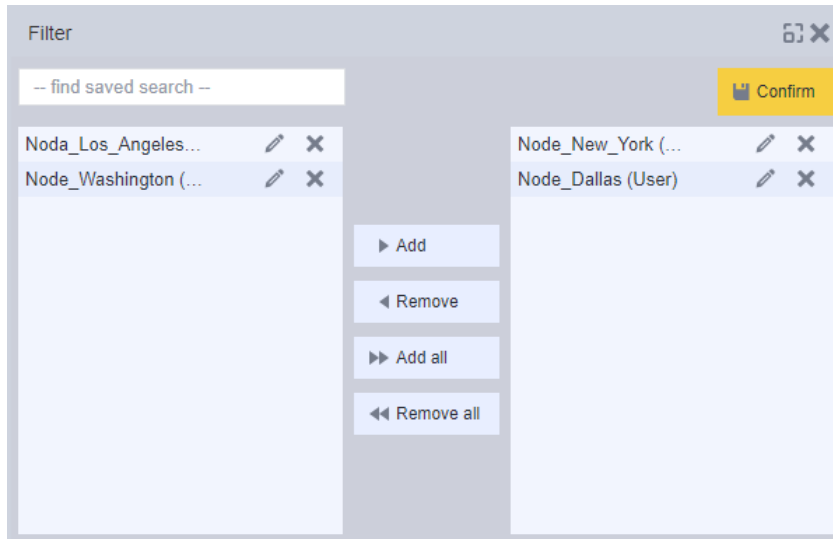 Filter
-- find saved search --
Confirm
Noda_Los_Angeles...
Node_Washington (...
Add
Remove
Add all
Remove all
Node_New_York (...
Node_Dallas (User)